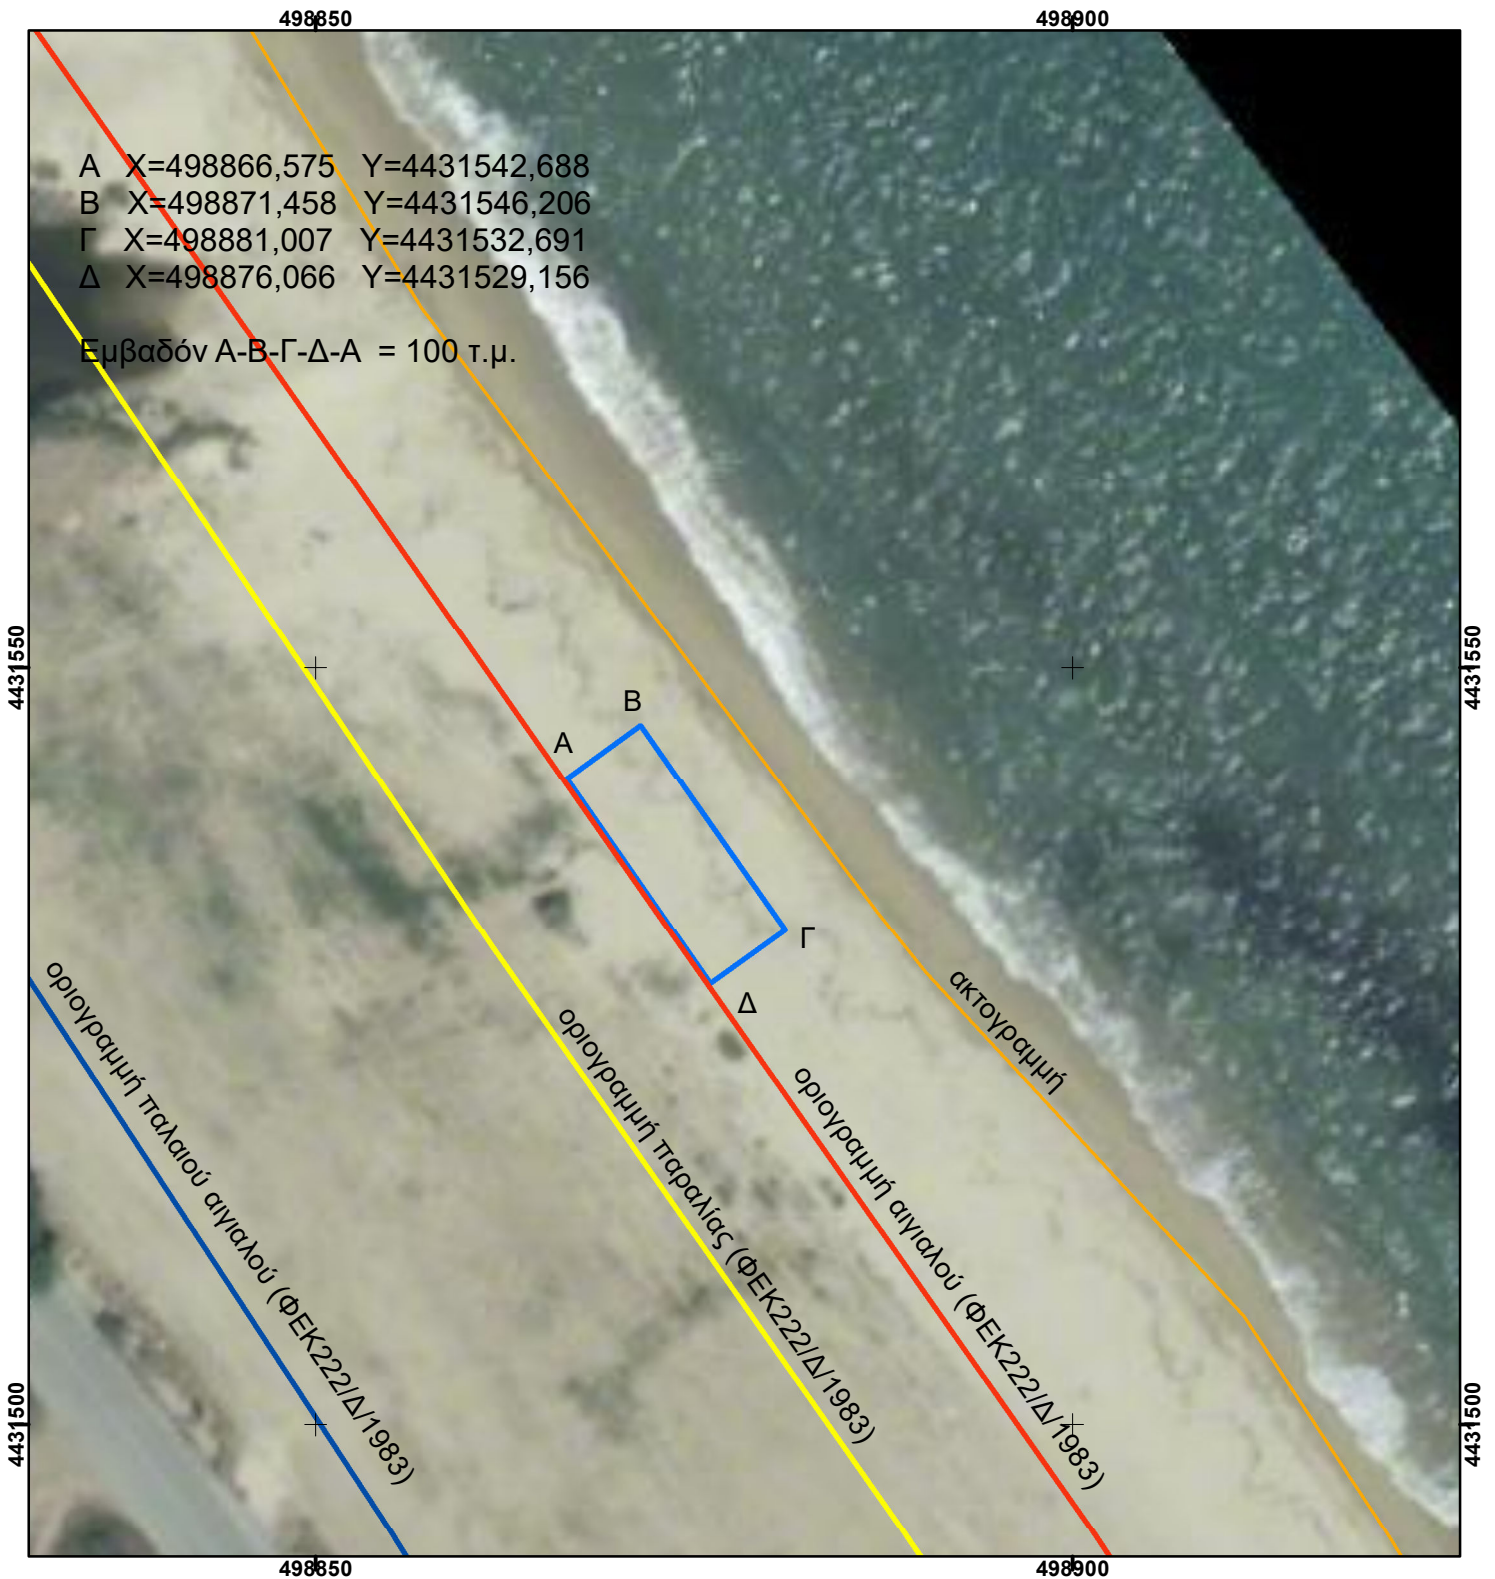 498850
498900
Α Χ=498866,575 Υ=4431542,688
Β Χ=498871,458 Υ=4431546,206
Γ Χ=498881,007 Υ=4431532,691
Δ Χ=498876,066 Υ=4431529,156
Εμβαδόν Α-Β-Γ-Δ-Α = 100 τ.μ.
4431550
4431550
Β
Α
Γ
Δ
ακτογραμμή
οριογραμμή παλαιού αιγιαλού (ΦΕΚ222/Δ/1983)
οριογραμμή παραλίας (ΦΕΚ222/Δ/1983)
οριογραμμή αιγιαλού (ΦΕΚ222/Δ/1983)
4431500
4431500
498850
498900